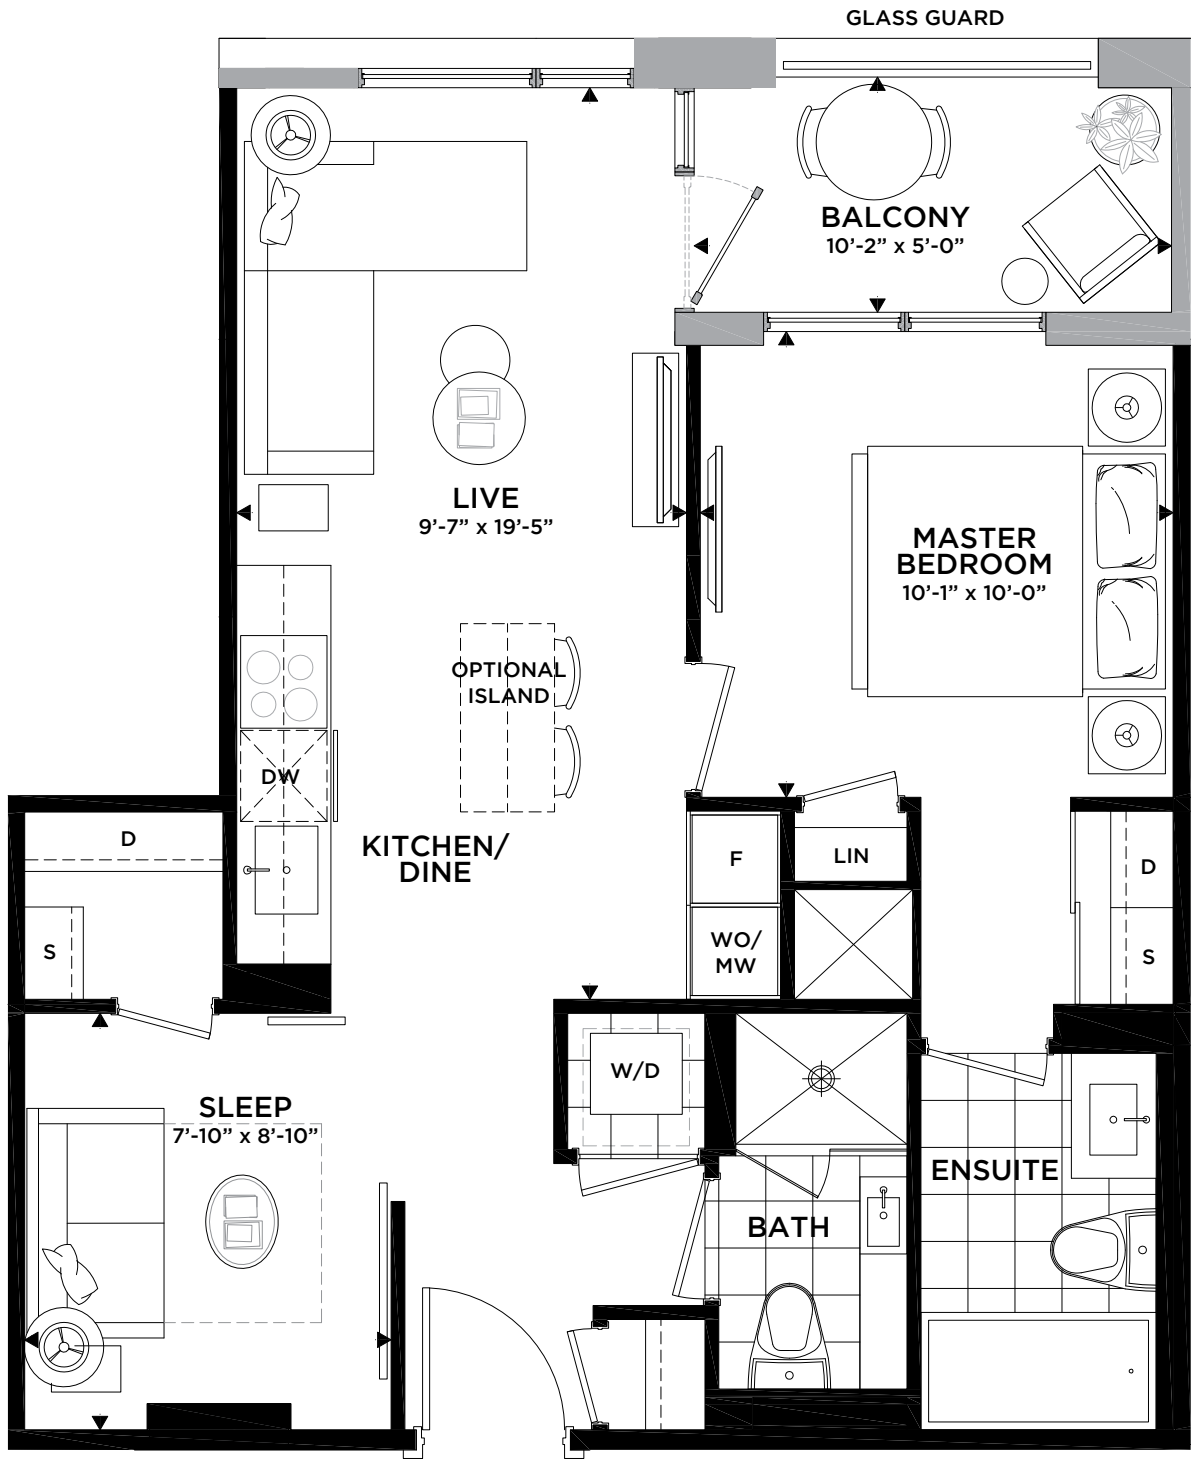 GLASS GUARD
BALCONY
10'-2” x 5'-0”
LIVE
9'-7” x 19'-5”
MASTER
BEDROOM
10'-1” x 10'-0”
OPTIONAL
ISLAND
DW
KITCHEN/
DINE
D
S
F
LIN
WO/
MW
D
S
W/D
SLEEP
7'-10” x 8'-10”
ENSUITE
BATH